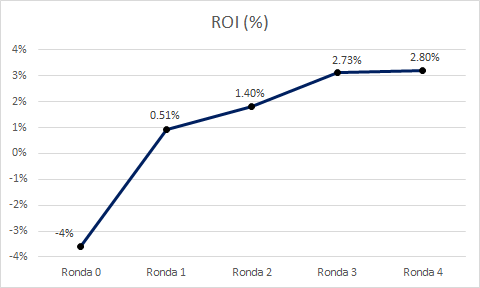 ROI (%)
4%
3%
2%
1%
0%
-1%
-2%
-3%
-4%
-4%
0.51%
1.40%
2.73%
2.80%
Ronda 0
Ronda 1
Ronda 2
Ronda 3
Ronda 4